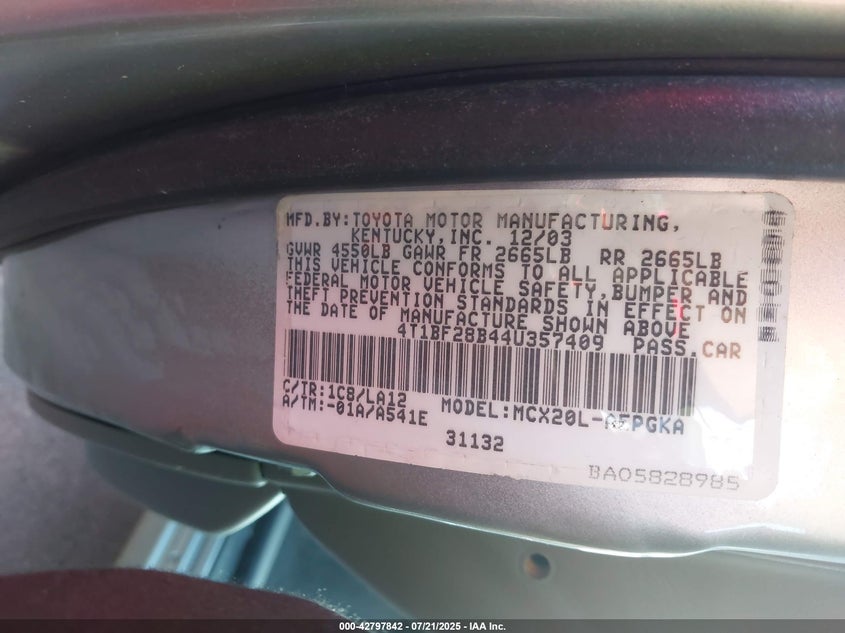 MFD.BY:TOYOTA MOTOR MANUFACTURING,
KENTUCKY,INC. 12/03
GVWR 4550LB GAWR FR 2665LB RR 2665LB
THIS VEHICLE CONFORMS TO ALL APPLICABLE
FEDERAL MOTOR VEHICLE SAFETY,BUMPER AND
THEFT PREVENTION STANDARDS IN EFFECT ON
THE DATE OF MANUFACTURE SHOWN ABOVE
4T1BF28B44U357409 PASS.CAR
C/TR:1C8/LA12
A/TM:-01A/A541E MODEL:MCX20L-AEPGKA
31132
BA05828985
000-42797842 - 07/21/2025 - IAA Inc.